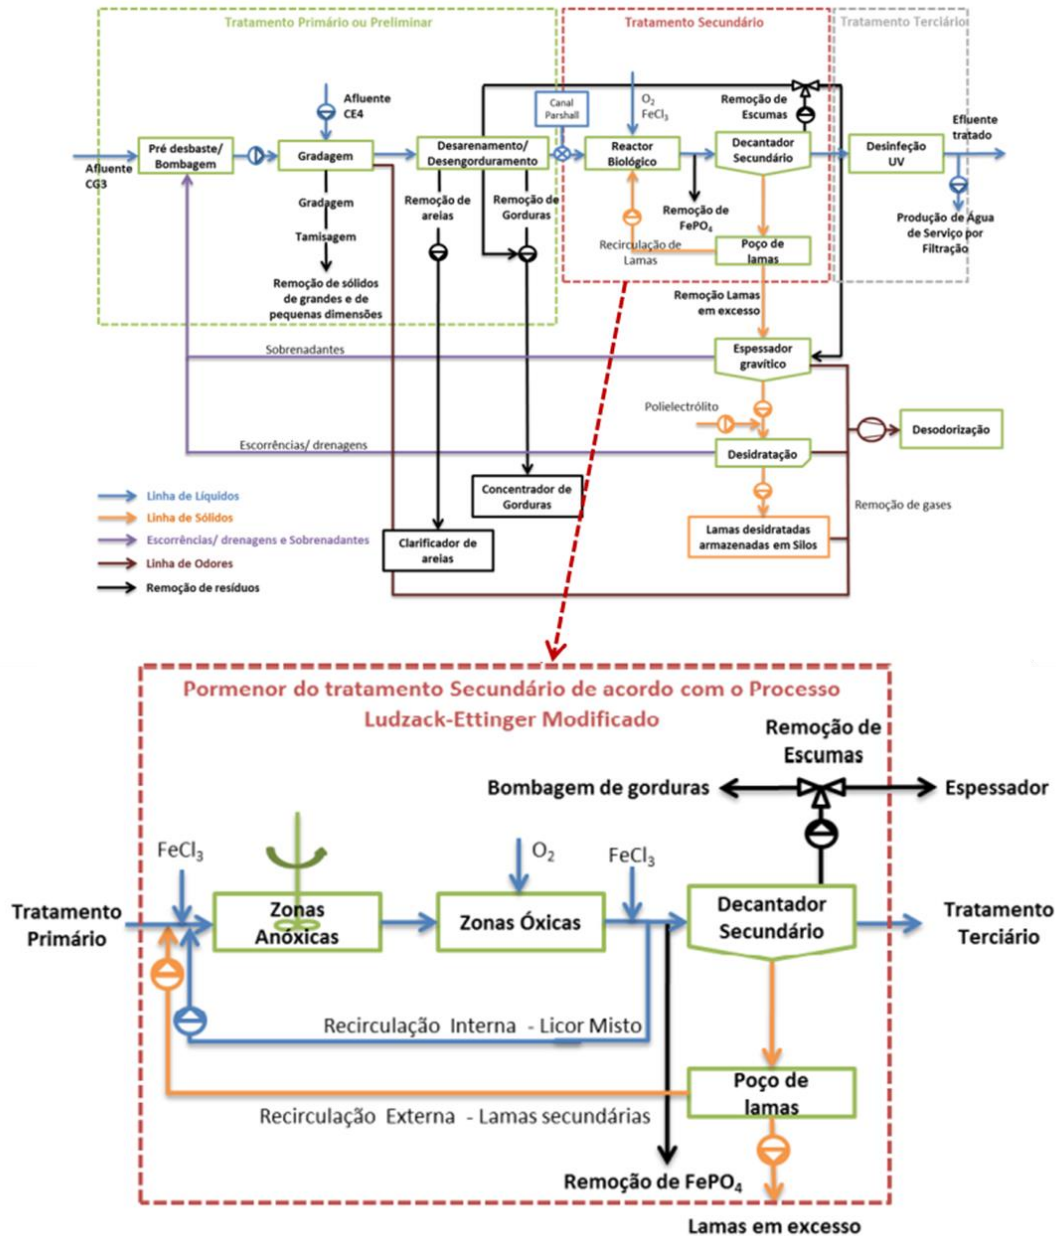 Tratamento Primário ou Preliminar
Tratamento Secundário
Tratamento Terciário
Afluente
CG3
Pré desbaste/
Bombagem
Afluente
CE4
Gradagem
Gradagem
Tamisagem
Remoção de sólidos
de grandes e de
pequenas dimensões
Desarenamento/
Desengorduramento
Remoção de
areias
Remoção de
Gorduras
Canal
Parshall
O2
FeCl3
Reactor
Biológico
Remoção de
FePO4
Recirculação de
Lamas
Remoção de
Escumas
Decantador
Secundário
Poço de
lamas
Desinfeção
UV
Efluente
tratado
Produção de Água
de Serviço por
Filtração
Remoção Lamas
em excesso
Sobrenadantes
Espessador
gravítico
Polielectrólito
Escorrências/ drenagens
Desidratação
Desodorização
Concentrador de
Gorduras
Clarificador de
areias
Lamas desidratadas
armazenadas em Silos
Remoção de gases
Linha de Líquidos
Linha de Sólidos
Escorrências/ drenagens e Sobrenadantes
Linha de Odores
Remoção de resíduos
Pormenor do tratamento Secundário de acordo com o Processo
Ludzack-Ettinger Modificado
Remoção de
Escumas
Bombagem de gorduras
Espessador
FeCl3
O2
FeCl3
Tratamento
Primário
Zonas
Anóxicas
Zonas Óxicas
Decantador
Secundário
Tratamento
Terciário
Recirculação Interna - Licor Misto
Poço de
lamas
Recirculação Externa - Lamas secundárias
Remoção de FePO4
Lamas em excesso